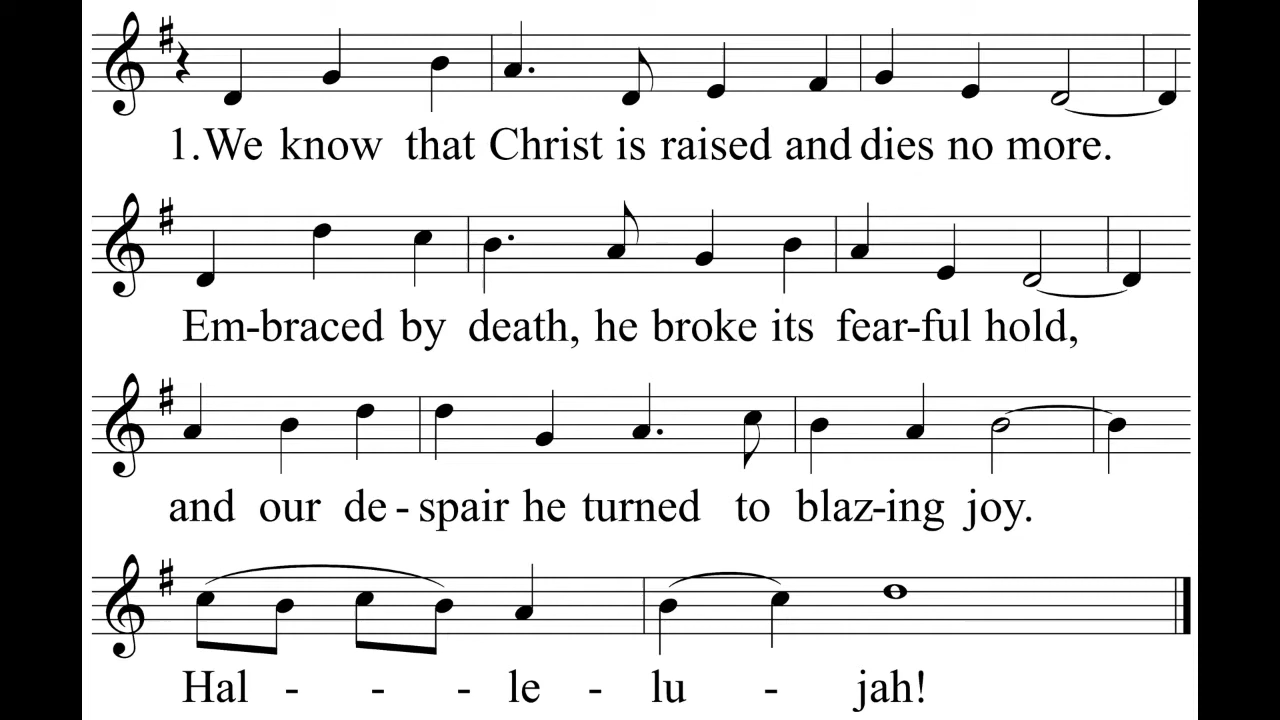 1. We know that Christ is raised and dies no more.
Em-braced by death, he broke its fear-ful hold,
and our de-spair he turned to blaz-ing joy.
Hal - - - le - lu - jah!